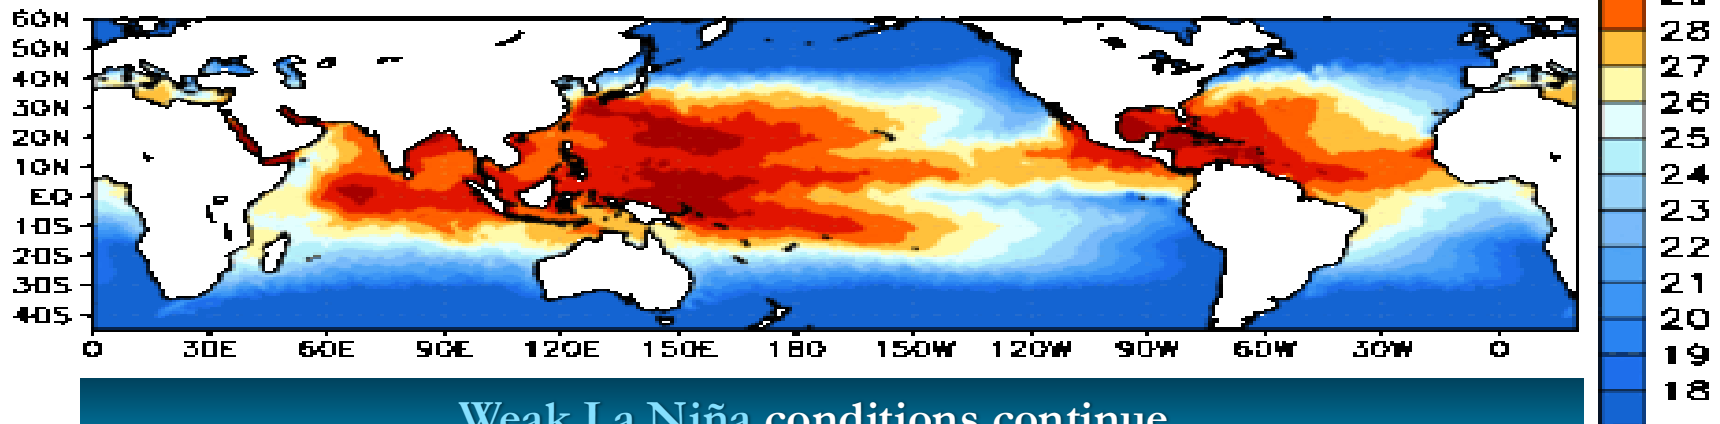 60N
50N
40N
30N
20N
10N
EQ
10S
20S
30S
40S
0 30E 60E 90E 120E 150E 180 150W 120W 90W 60W 30W 0
28
27
26
25
24
23
22
21
20
19
18
Weak La Niña conditions continue